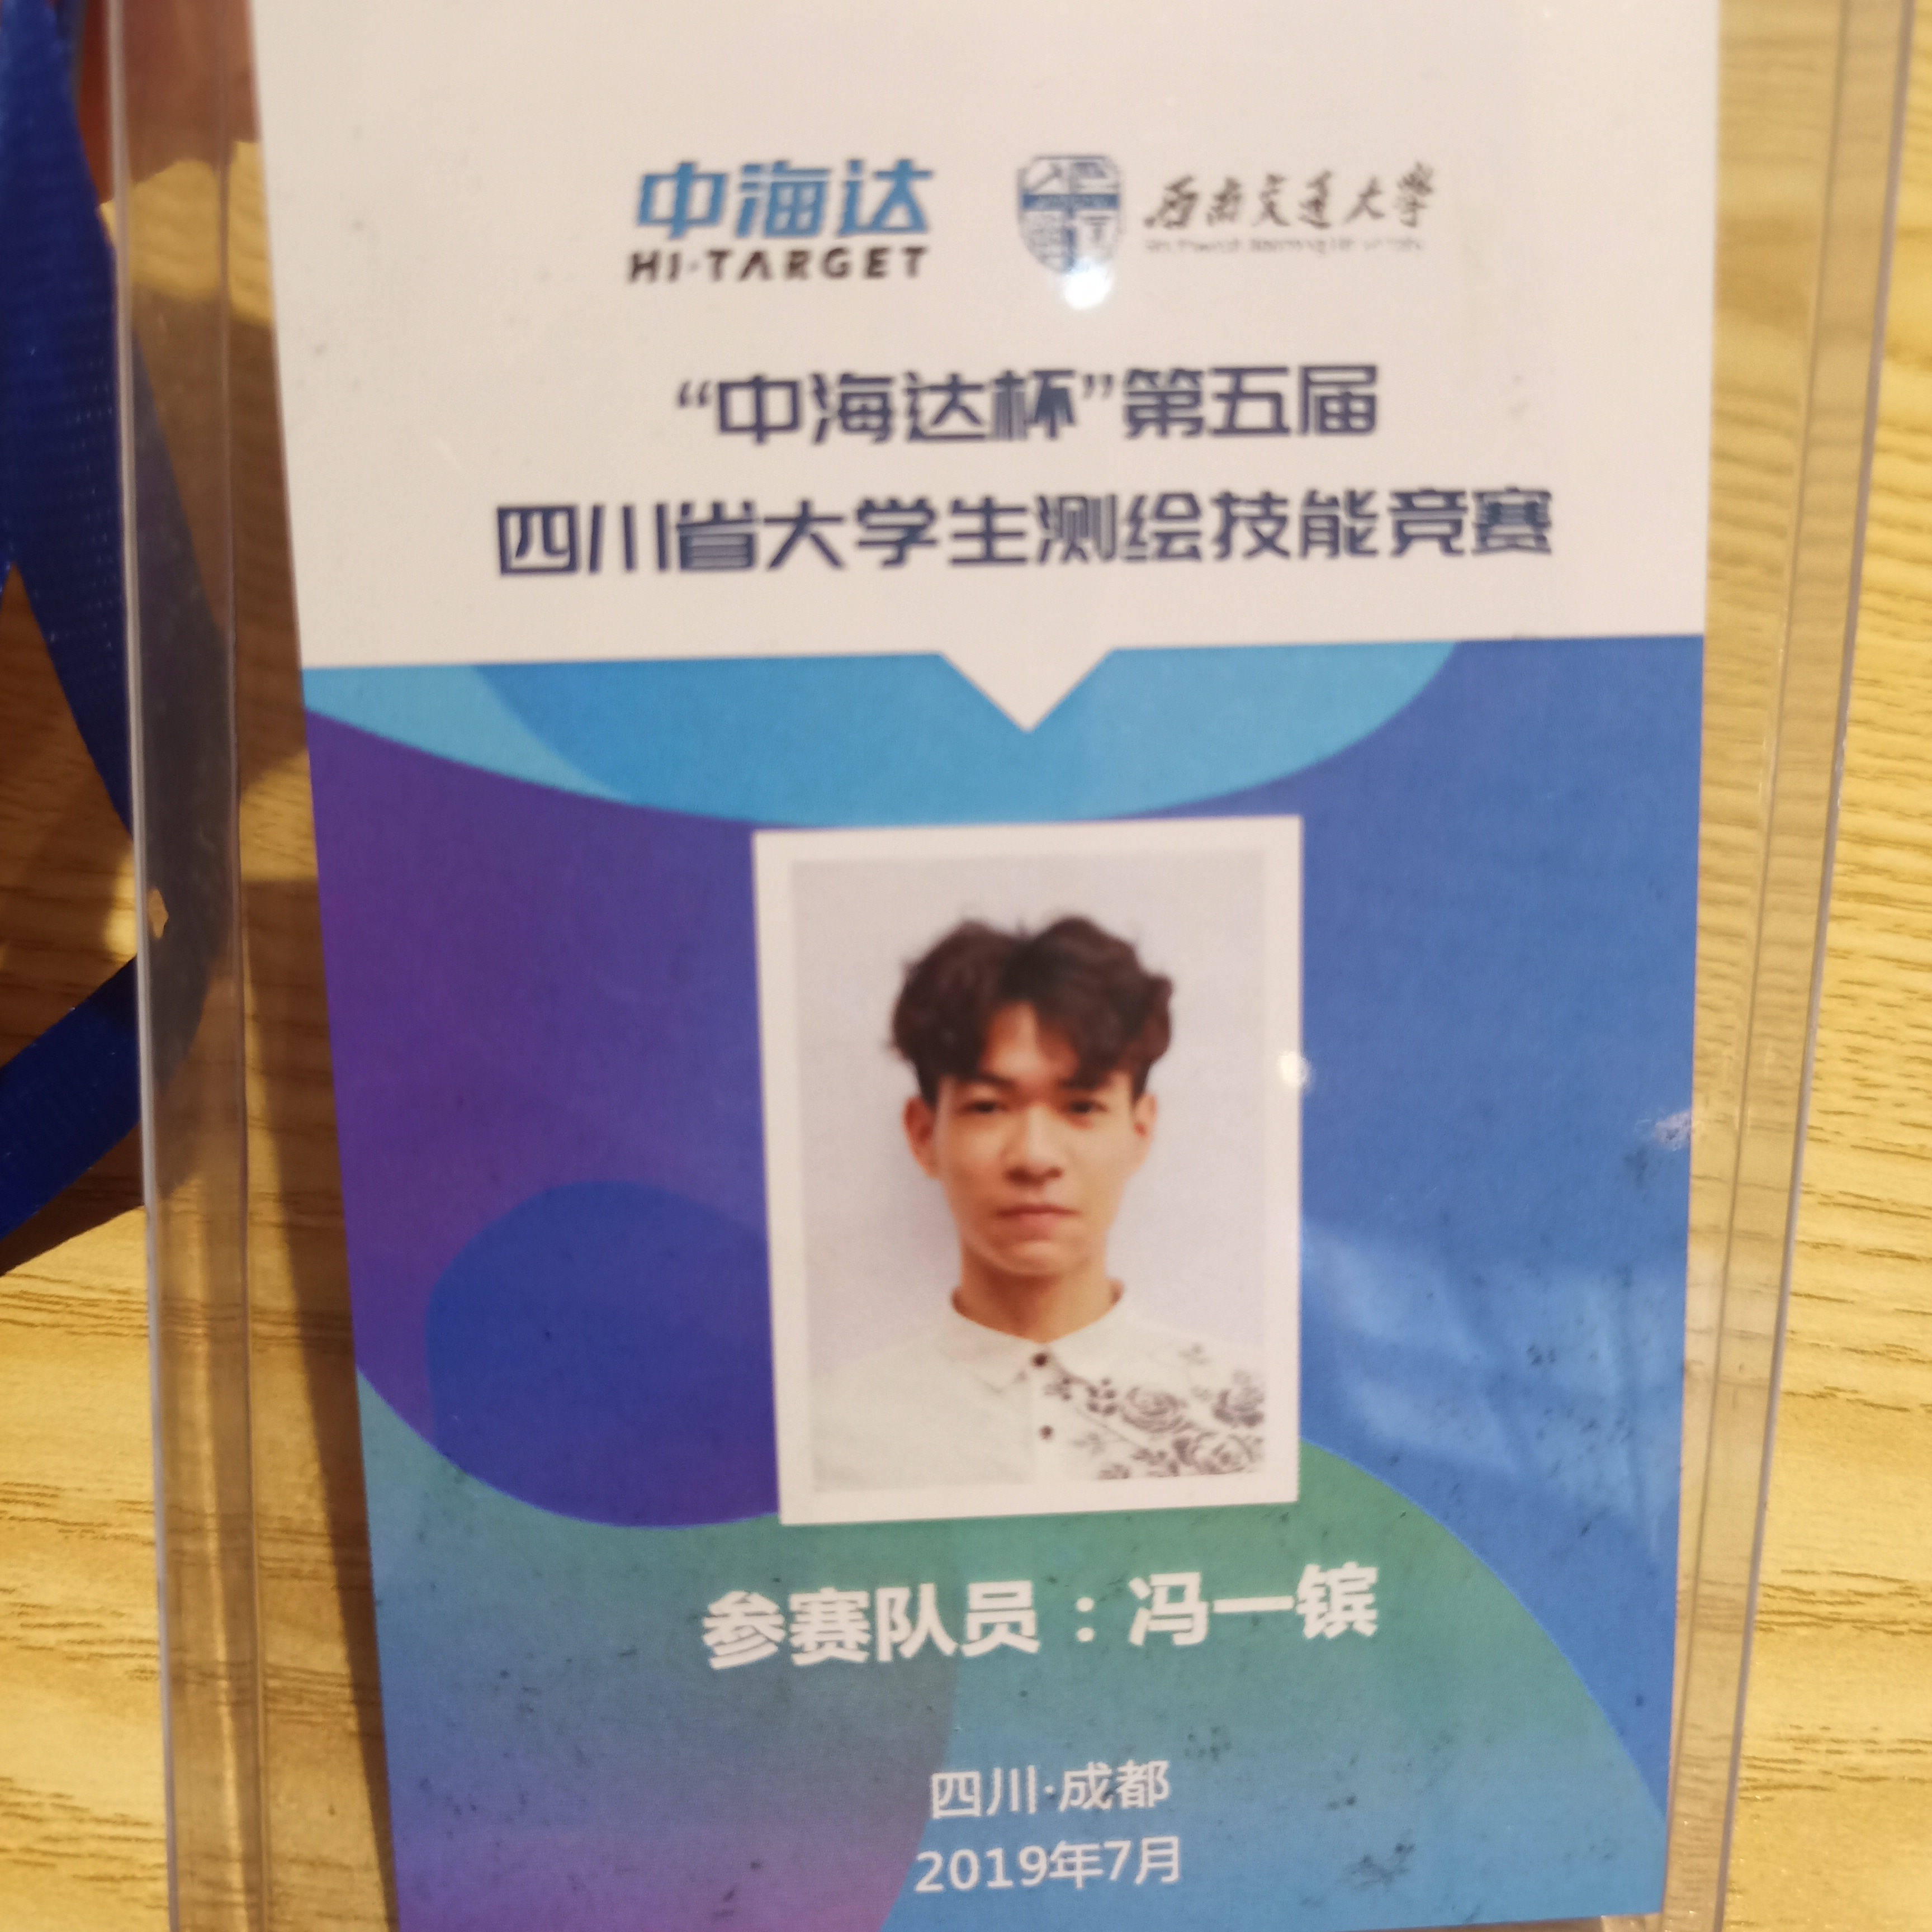 中海达
HI·TARGET
西南交通大学
“中海达杯”第五届
四川省大学生测绘技能竞赛
参赛队员：冯一镔
四川·成都
2019年7月